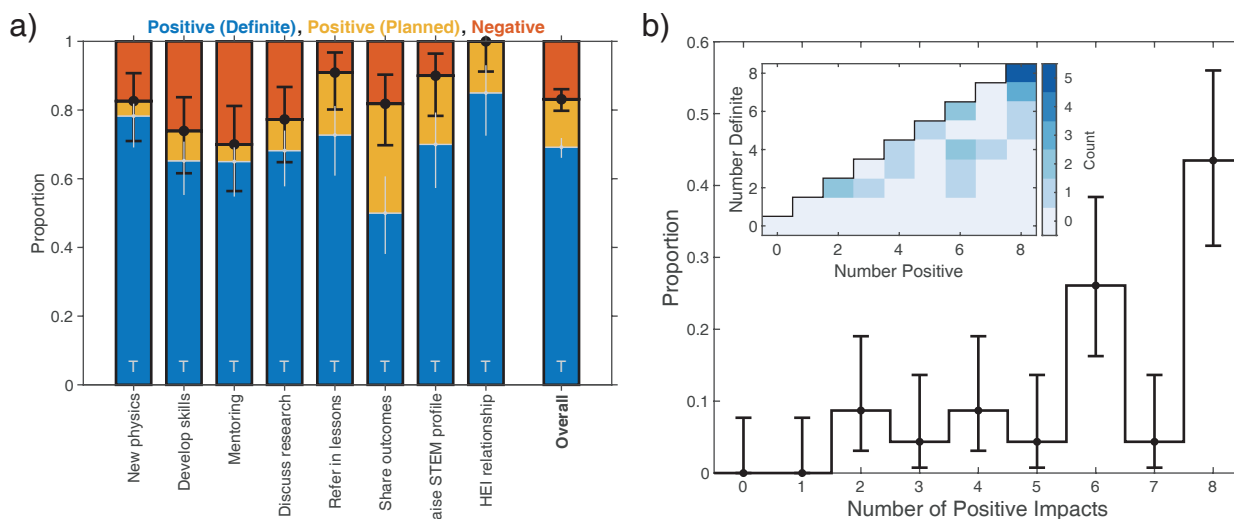 a)
Positive (Definite), Positive (Planned), Negative
Proportion
1
0.8
0.6
0.4
0.2
0
T T T T T T T T T
New physics
Develop skills
Mentoring
Discuss research
Refer in lessons
Share outcomes
aise STEM profile
HEI relationship
Overall
b)
Proportion
0.6
0.5
0.4
0.3
0.2
0.1
0
0 1 2 3 4 5 6 7 8
Number of Positive Impacts
Number Definite
8
6
4
2
0
0 2 4 6 8
Number Positive
5
4
3
2
1
0
Count